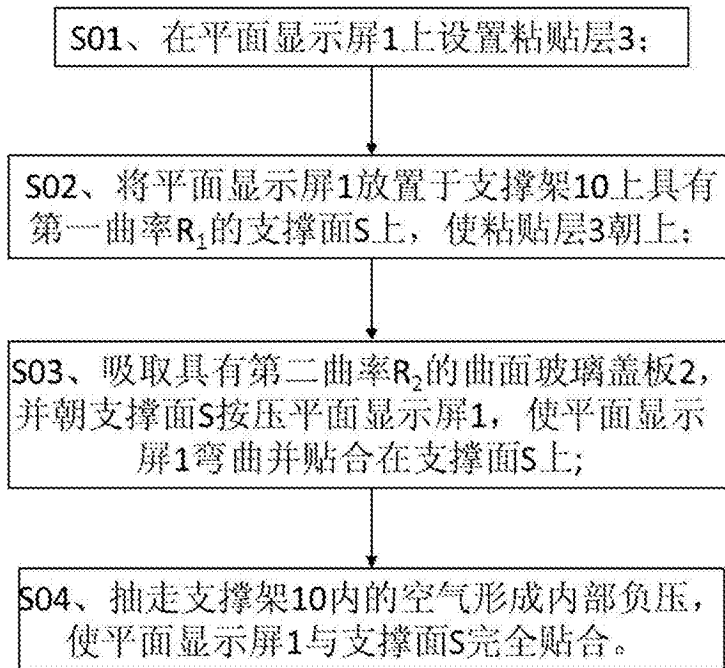 S01、在平面显示屏1上设置粘贴层3；
S02、将平面显示屏1放置于支撑架10上具有
第一曲率R₁的支撑面S上，使粘贴层3朝上；
S03、吸取具有第二曲率R₂的曲面玻璃盖板2，
并朝支撑面S按压平面显示屏1，使平面显示
屏1弯曲并贴合在支撑面S上;
S04、抽走支撑架10内的空气形成内部负压，
使平面显示屏1与支撑面S完全贴合。